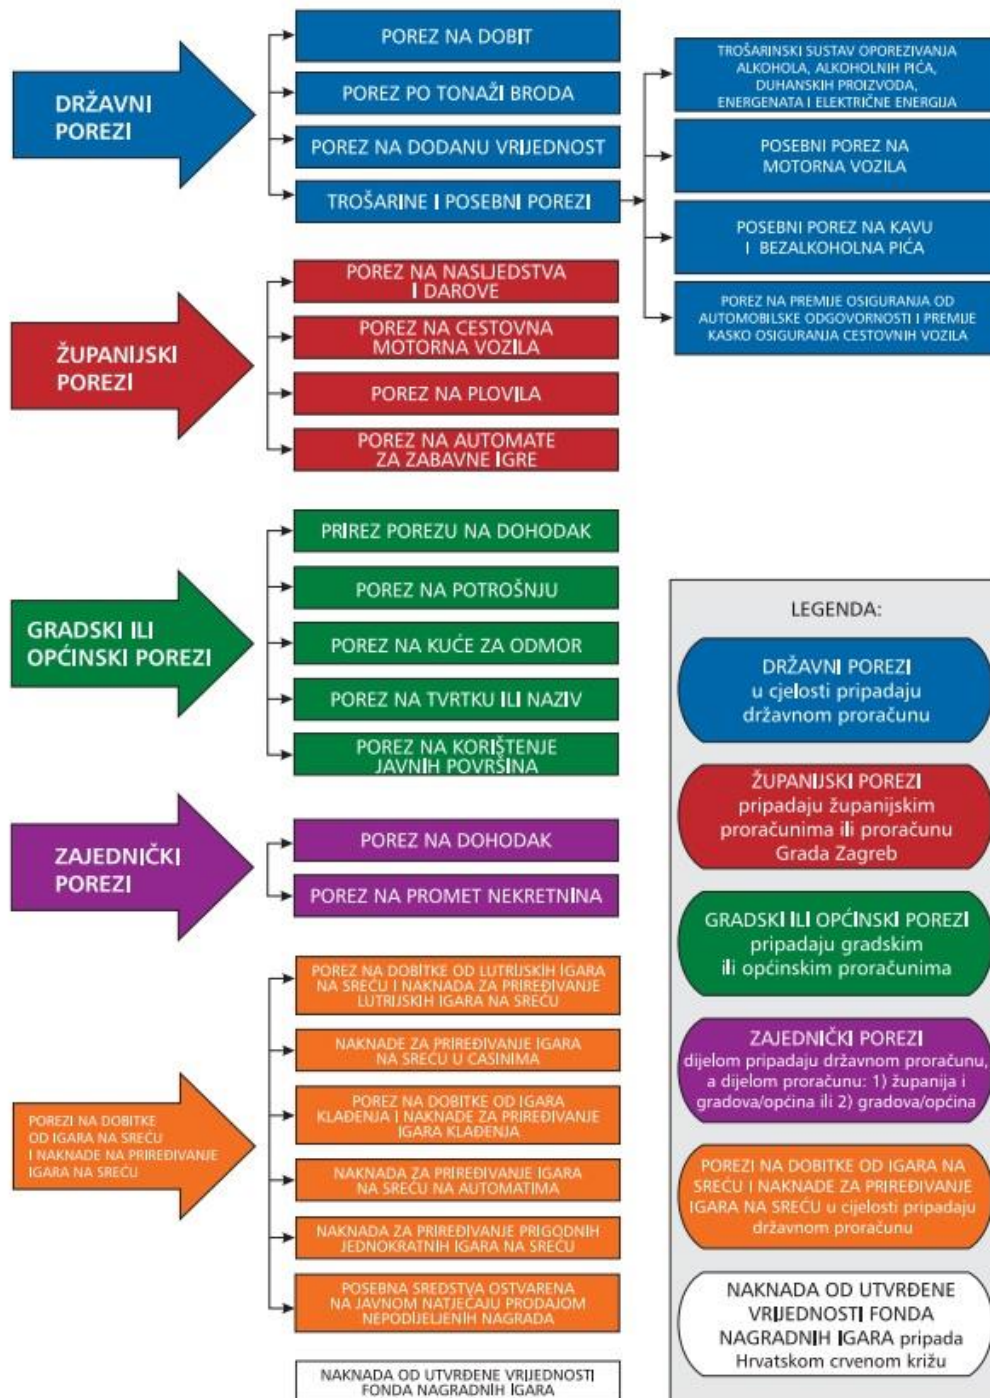 DRŽAVNI
POREZI
POREZ NA DOBIT
POREZ PO TONAŽI BRODA
POREZ NA DODANU VRIJEDNOST
TROŠARINE I POSEBNI POREZI
TROŠARINSKI SUSTAV OPOREZIVANJA
ALKOHOLA, ALKOHOLNIH PIĆA,
DUHANSKIH PROIZVODA,
ENERGENATA I ELEKTRIČNE ENERGIJA
POSEBNI POREZ NA
MOTORNA VOZILA
POSEBNI POREZ NA KAVU
I BEZALKOHOLNA PIĆA
POREZ NA PREMIJE OSIGURANJA OD
AUTOMOBILSKE ODGOVORNOSTI I PREMIJE
KASKO OSIGURANJA CESTOVNIH VOZILA
ŽUPANIJSKI
POREZI
POREZ NA NASLJEDSTVA
I DAROVE
POREZ NA CESTOVNA
MOTORNA VOZILA
POREZ NA PLOVILA
POREZ NA AUTOMATE
ZA ZABAVNE IGRE
GRADSKI ILI
OPĆINSKI POREZI
PRIREZ POREZU NA DOHODAK
POREZ NA POTROŠNJU
POREZ NA KUĆE ZA ODMOR
POREZ NA TVRTKU ILI NAZIV
POREZ NA KORIŠTENJE
JAVNIH POVRŠINA
ZAJEDNIČKI
POREZI
POREZ NA DOHODAK
POREZ NA PROMET NEKRETNINA
POREZI NA DOBITKE
OD IGARA NA SREĆU
I NAKNADE NA PRIREĐIVANJE
IGARA NA SREĆU
POREZ NA DOBITKE OD LUTRIJSKIH IGARA
NA SREĆU I NAKNADA ZA PRIREĐIVANJE
LUTRIJSKIH IGARA NA SREĆU
NAKNADE ZA PRIREĐIVANJE IGARA
NA SREĆU U CASINIMA
POREZ NA DOBITKE OD IGARA
KLAĐENJA I NAKNADE ZA PRIREĐIVANJE
IGARA KLAĐENJA
NAKNADA ZA PRIREĐIVANJE IGARA
NA SREĆU NA AUTOMATIMA
NAKNADA ZA PRIREĐIVANJE PRIGODNIH
JEDNOKRATNIH IGARA NA SREĆU
POSEBNA SREDSTVA OSTVARENA
NA JAVNOM NATJEČAJU PRODAJOM
NEPODIJELJENIH NAGRADA
NAKNADA OD UTVRĐENE VRIJEDNOSTI
FONDA NAGRADNIH IGARA
LEGENDA:
DRŽAVNI POREZI
u cjelosti pripadaju
državnom proračunu
ŽUPANIJSKI POREZI
pripadaju županijskim
proračunima ili proračunu
Grada Zagreb
GRADSKI ILI OPĆINSKI POREZI
pripadaju gradskim
ili općinskim proračunima
ZAJEDNIČKI POREZI
dijelom pripadaju državnom proračunu,
a dijelom proračunu: 1) županija i
gradova/općina ili 2) gradova/općina
POREZI NA DOBITKE OD IGARA NA
SREĆU I NAKNADE ZA PRIREĐIVANJE
IGARA NA SREĆU u cijelosti pripadaju
državnom proračunu
NAKNADA OD UTVRĐENE
VRIJEDNOSTI FONDA
NAGRADNIH IGARA pripada
Hrvatskom crvenom križu